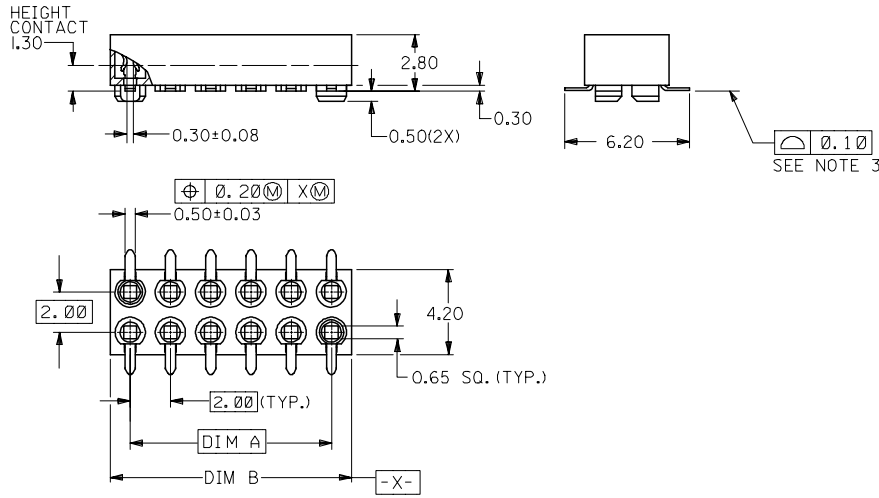 HEIGHT
CONTACT
1.30
2.80
0.30
0.30±0.08
0.50(2X)
6.20
⌓ 0.10
SEE NOTE 3
⌖ 0.20Ⓜ XⓂ
0.50±0.03
2.00
4.20
0.65 SQ.(TYP.)
2.00 (TYP.)
DIM A
DIM B
-X-